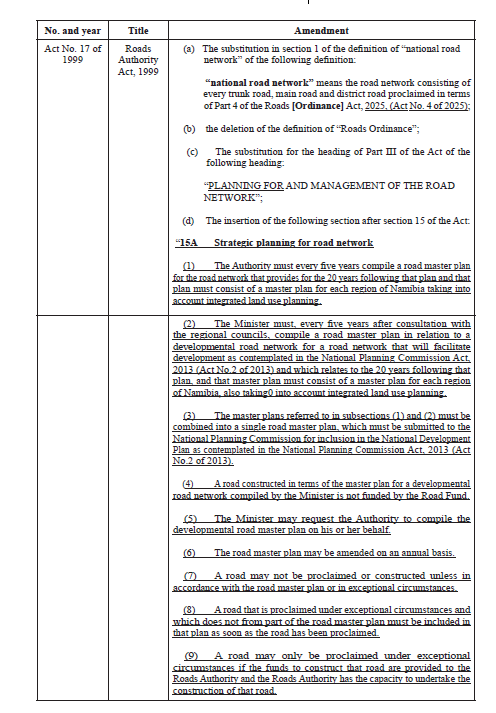 No. and year Title Amendment
Act No. 17 of
1999
Roads
Authority
Act, 1999
(a) The substitution in section 1 of the definition of “national road
network” of the following definition:
“national road network” means the road network consisting of
every trunk road, main road and district road proclaimed in terms
of Part 4 of the Roads [Ordinance] Act, 2025, (Act No. 4 of 2025);
(b) the deletion of the definition of “Roads Ordinance”;
(c) The substitution for the heading of Part III of the Act of the
following heading:
“PLANNING FOR AND MANAGEMENT OF THE ROAD
NETWORK”;
(d) The insertion of the following section after section 15 of the Act:
“15A Strategic planning for road network
(1) The Authority must every five years compile a road master plan
for the road network that provides for the 20 years following that plan and that
plan must consist of a master plan for each region of Namibia taking into
account integrated land use planning.
(2) The Minister must, every five years after consultation with
the regional councils, compile a road master plan in relation to a
developmental road network for a road network that will facilitate
development as contemplated in the National Planning Commission Act,
2013 (Act No.2 of 2013) and which relates to the 20 years following that
plan, and that master plan must consist of a master plan for each region
of Namibia, also taking0 into account integrated land use planning.
(3) The master plans referred to in subsections (1) and (2) must be
combined into a single road master plan, which must be submitted to the
National Planning Commission for inclusion in the National Development
Plan as contemplated in the National Planning Commission Act, 2013 (Act
No.2 of 2013).
(4) A road constructed in terms of the master plan for a developmental
road network compiled by the Minister is not funded by the Road Fund.
(5) The Minister may request the Authority to compile the
developmental road master plan on his or her behalf.
(6) The road master plan may be amended on an annual basis.
(7) A road may not be proclaimed or constructed unless in
accordance with the road master plan or in exceptional circumstances.
(8) A road that is proclaimed under exceptional circumstances and
which does not from part of the road master plan must be included in
that plan as soon as the road has been proclaimed.
(9) A road may only be proclaimed under exceptional
circumstances if the funds to construct that road are provided to the
Roads Authority and the Roads Authority has the capacity to undertake the
construction of that road.